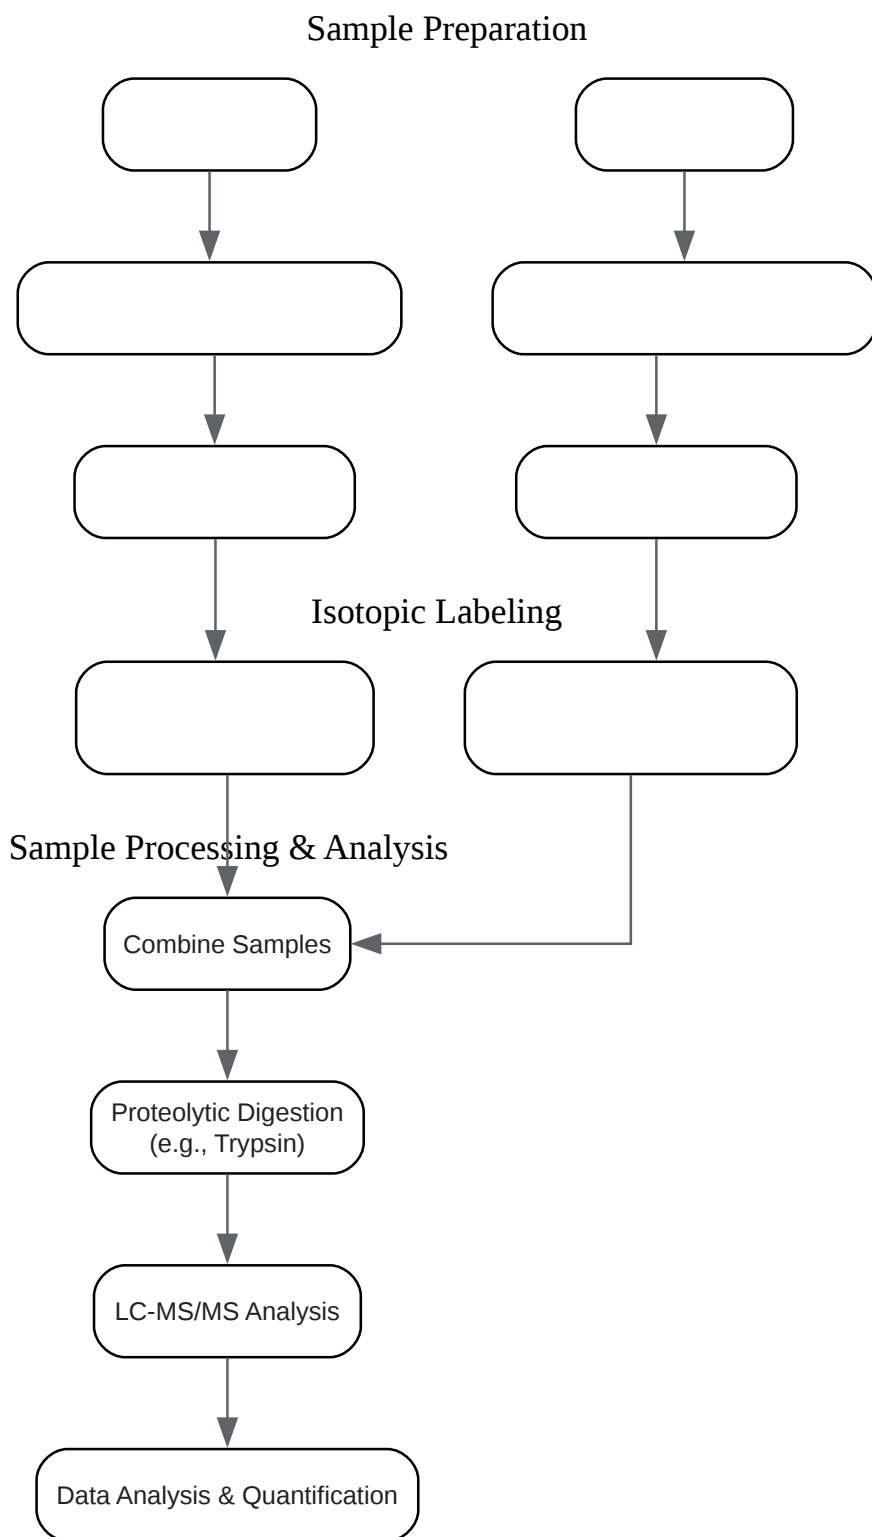 Sample Preparation
Isotopic Labeling
Sample Processing & Analysis
Combine Samples
Proteolytic Digestion
(e.g., Trypsin)
LC-MS/MS Analysis
Data Analysis & Quantification